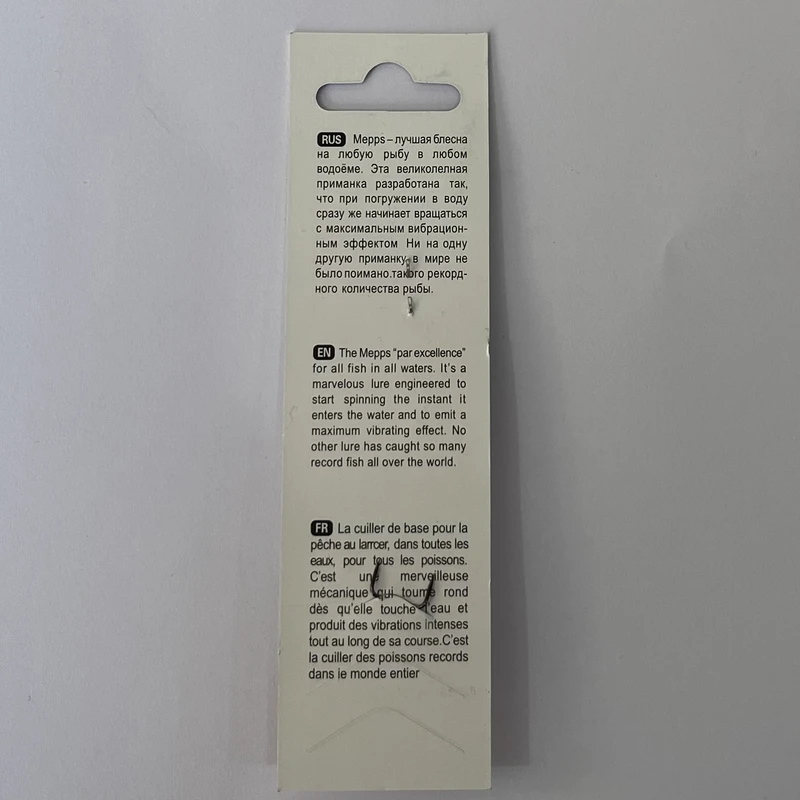 RUS Mepps – лучшая блесна
на любую рыбу в любом
водоёме. Эта великолепная
приманка разработана так,
что при погружении в воду
сразу же начинает вращаться
с максимальным вибрацион-
ным эффектом Ни на одну
другую приманку в мире не
было поимано.такого рекорд-
ного количества рыбы.
EN The Mepps "par excellence"
for all fish in all waters. It's a
marvelous lure engineered to
start spinning the instant it
enters the water and to emit a
maximum vibrating effect. No
other lure has caught so many
record fish all over the world.
FR La cuiller de base pour la
pêche au larrcer, dans toutes les
eaux, pour tous les poissons.
C'est une merveilleuse
mécanique qui tourne rond
dès qu'elle touche l'eau et
produit des vibrations intenses
tout au long de sa course.C'est
la cuiller des poissons records
dans ie monde entier